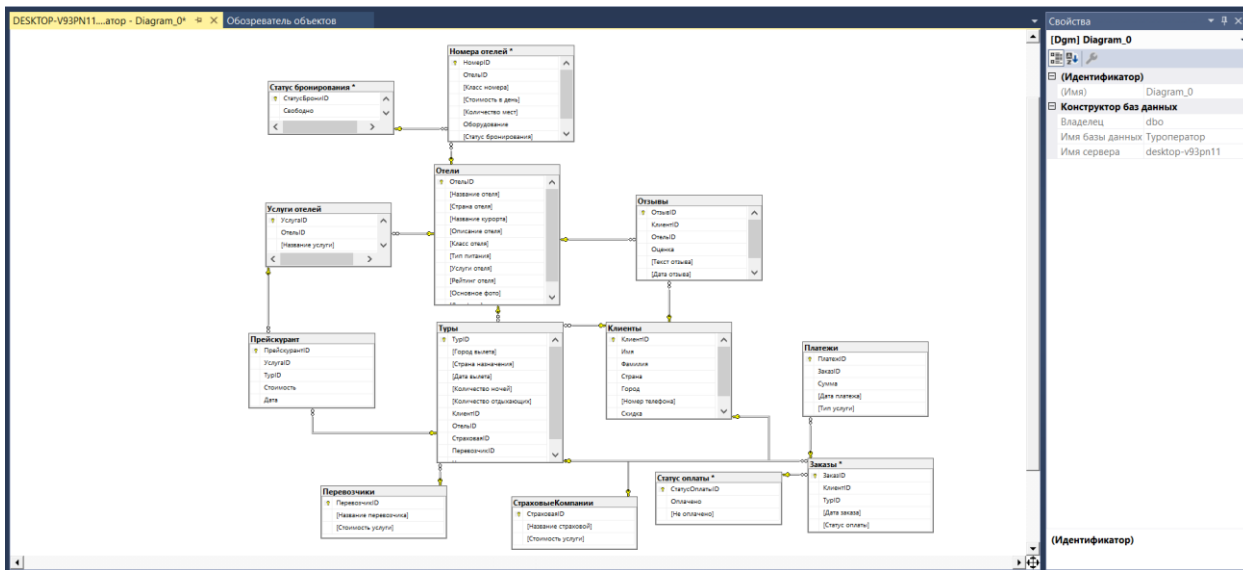 DESKTOP-V93PN11....атор - Diagram_0*
Обозреватель объектов
Номера отелей *
НомерID
ОтельID
[Класс номера]
[Стоимость в день]
[Количество мест]
Оборудование
[Статус бронирования]
Статус бронирования *
СтатусБрониID
Свободно
Отели
ОтельID
[Название отеля]
[Страна отеля]
[Название курорта]
[Описание отеля]
[Класс отеля]
[Тип питания]
[Услуги отеля]
[Рейтинг отеля]
[Основное фото]
Услуги отелей
УслугаID
ОтельID
[Название услуги]
Отзывы
ОтзывID
КлиентID
ОтельID
Оценка
[Текст отзыва]
[Дата отзыва]
Прейскурант
ПрейскурантID
УслугаID
ТурID
Стоимость
Дата
Туры
ТурID
[Город вылета]
[Страна назначения]
[Дата вылета]
[Количество ночей]
[Количество отдыхающих]
КлиентID
ОтельID
СтраховаяID
ПеревозчикID
Клиенты
КлиентID
Имя
Фамилия
Страна
Город
[Номер телефона]
Скидка
Платежи
ПлатежID
ЗаказID
Сумма
[Дата платежа]
[Тип услуги]
Перевозчики
ПеревозчикID
[Название перевозчика]
[Стоимость услуги]
СтраховыеКомпании
СтраховаяID
[Название страховой]
[Стоимость услуги]
Статус оплаты *
СтатусОплатыID
Оплачено
[Не оплачено]
Заказы *
ЗаказID
КлиентID
ТурID
[Дата заказа]
[Статус оплаты]
Свойства
[Dgm] Diagram_0
(Идентификатор)
(Имя) Diagram_0
Конструктор баз данных
Владелец dbo
Имя базы данных Туроператор
Имя сервера desktop-v93pn11
(Идентификатор)